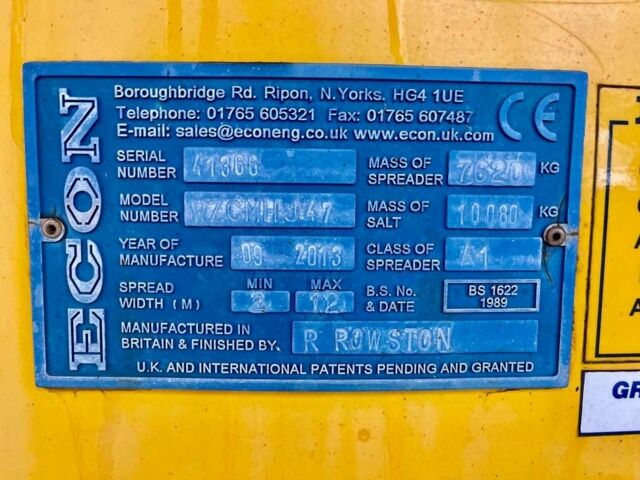 ECON
Boroughbridge Rd. Ripon, N.Yorks. HG4 1UE
Telephone: 01765 605321 Fax: 01765 607487
E-mail: sales@econeng.co.uk www.econ.uk.com
CE
SERIAL NUMBER 41366
MASS OF SPREADER 7620 KG
MODEL NUMBER WZCMHJ47
MASS OF SALT 10080 KG
YEAR OF MANUFACTURE 09 2013
CLASS OF SPREADER A1
SPREAD WIDTH (M) MIN 2 MAX 12
B.S. No. & DATE BS 1622 1989
MANUFACTURED IN BRITAIN & FINISHED BY. R ROWSTON
U.K. AND INTERNATIONAL PATENTS PENDING AND GRANTED
GR